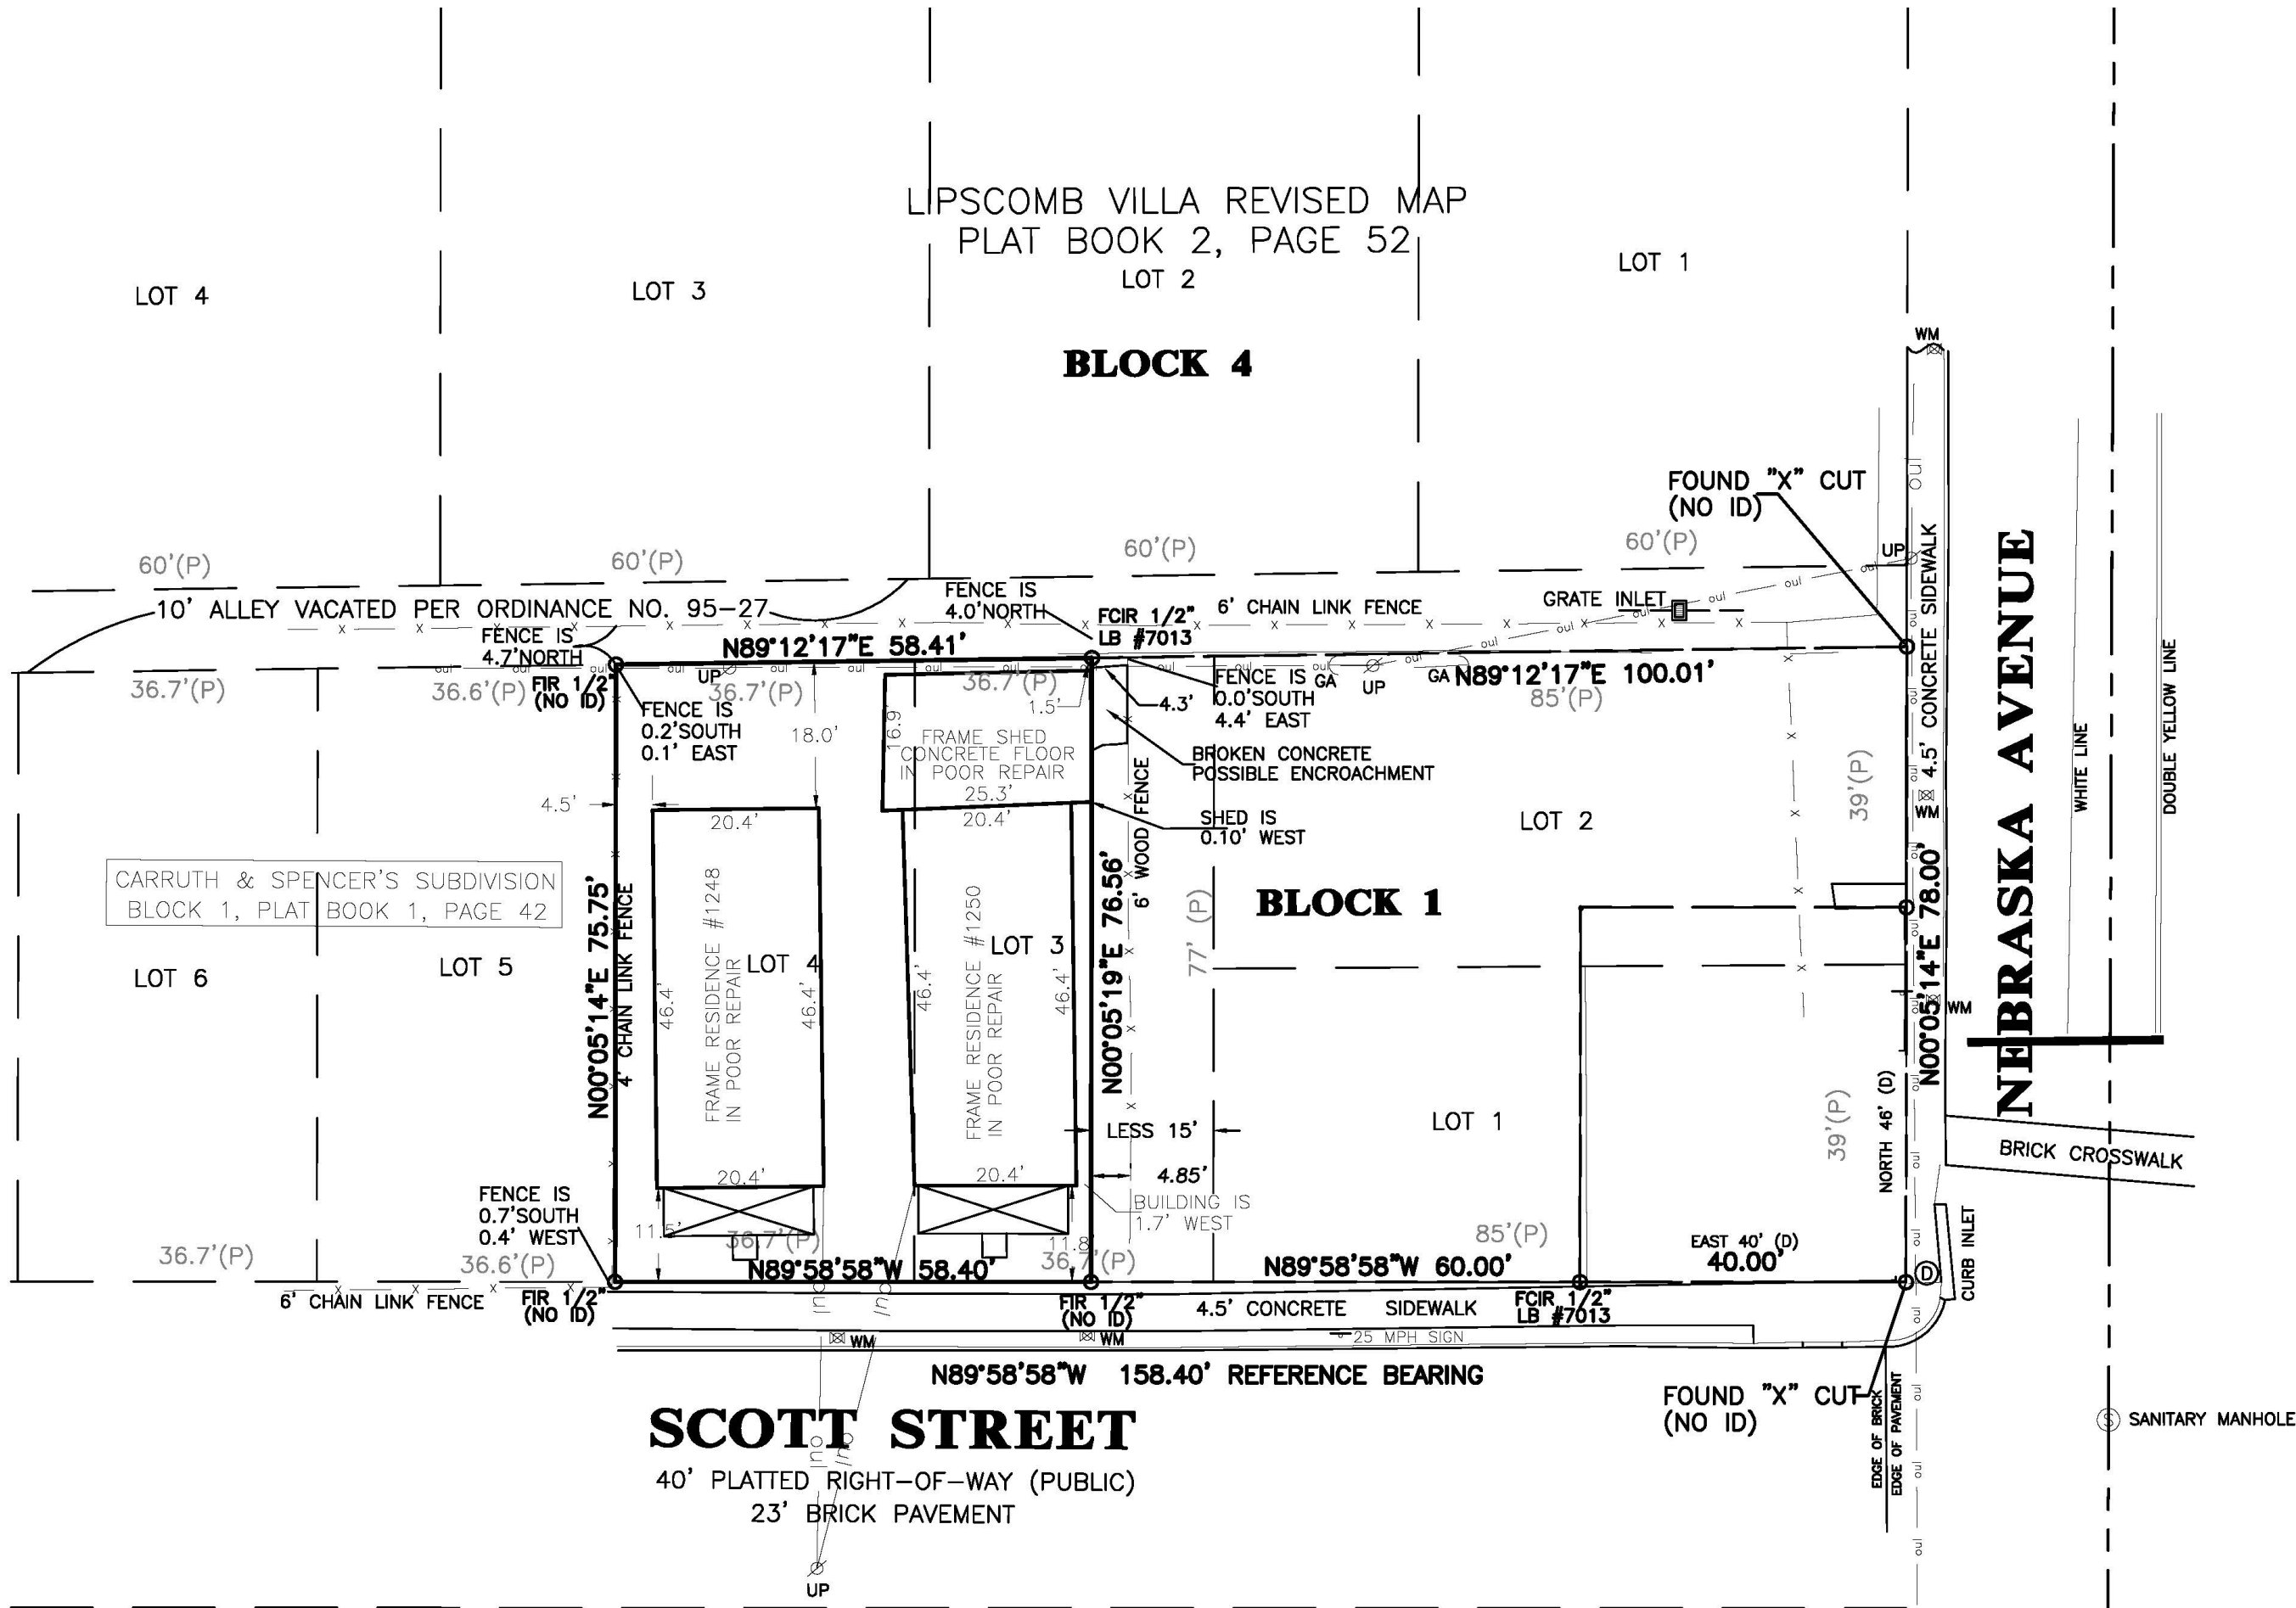 LIPSCOMB VILLA REVISED MAP
PLAT BOOK 2, PAGE 52
LOT 4
LOT 3
LOT 2
LOT 1
BLOCK 4
WM
FOUND "X" CUT
(NO ID)
60'(P)
60'(P)
60'(P)
60'(P)
UP
oul
10' ALLEY VACATED PER ORDINANCE NO. 95-27
FENCE IS
4.0'NORTH
FCIR 1/2"
LB #7013
6' CHAIN LINK FENCE
GRATE INLET
4.5' CONCRETE SIDEWALK
FENCE IS
4.7'NORTH
N89°12'17"E 58.41'
N89°12'17"E 100.01'
36.7'(P)
36.6'(P)
FIR 1/2"
(NO ID)
UP
36.7'(P)
36.7'(P)
1.5'
4.3'
FENCE IS
0.0'SOUTH
4.4' EAST
GA
UP
GA
85'(P)
FENCE IS
0.2'SOUTH
0.1' EAST
18.0'
16.9'
FRAME SHED
CONCRETE FLOOR
IN POOR REPAIR
25.3'
BROKEN CONCRETE
POSSIBLE ENCROACHMENT
4.5'
20.4'
20.4'
SHED IS
0.10' WEST
6' WOOD FENCE
LOT 2
39'(P)
WM
NEBRASKA AVENUE
WHITE LINE
DOUBLE YELLOW LINE
CARRUTH & SPENCER'S SUBDIVISION
BLOCK 1, PLAT BOOK 1, PAGE 42
BLOCK 1
N00°05'14"E 75.75'
4' CHAIN LINK FENCE
46.4'
FRAME RESIDENCE #1248
IN POOR REPAIR
46.4'
46.4'
FRAME RESIDENCE #1250
IN POOR REPAIR
46.4'
N00°05'19"E 76.56'
77' (P)
N00°05'14"E 78.00'
LOT 6
LOT 5
LOT 4
LOT 3
WM
LOT 1
39'(P)
NORTH 46' (D)
LESS 15'
4.85'
BRICK CROSSWALK
20.4'
20.4'
BUILDING IS
1.7' WEST
FENCE IS
0.7'SOUTH
0.4' WEST
11.5'
11.8'
36.7'(P)
36.6'(P)
36.7'(P)
36.7'(P)
85'(P)
EAST 40' (D)
40.00'
D
CURB INLET
N89°58'58"W 58.40'
N89°58'58"W 60.00'
6' CHAIN LINK FENCE
FIR 1/2"
(NO ID)
FIR 1/2"
(NO ID)
4.5' CONCRETE SIDEWALK
FCIR 1/2"
LB #7013
WM
WM
25 MPH SIGN
N89°58'58"W 158.40' REFERENCE BEARING
FOUND "X" CUT
(NO ID)
EDGE OF BRICK
EDGE OF PAVEMENT
S
SANITARY MANHOLE
SCOTT STREET
40' PLATTED RIGHT-OF-WAY (PUBLIC)
23' BRICK PAVEMENT
UP